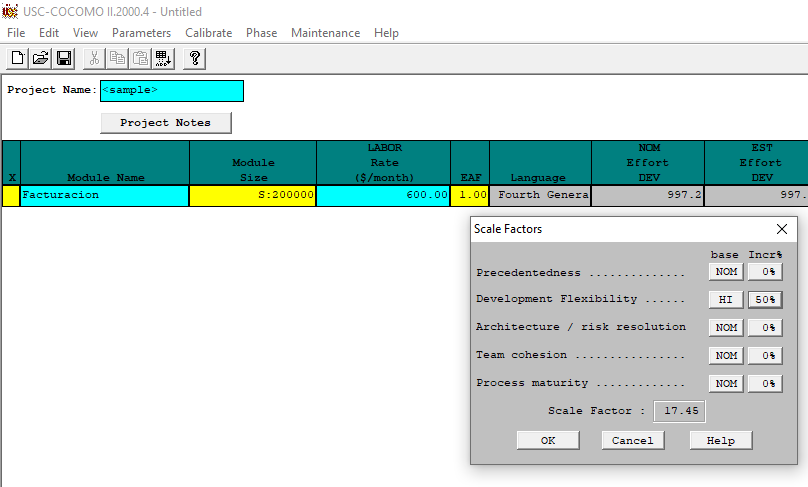 USC-COCOMO II.2000.4 - Untitled
File Edit View Parameters Calibrate Phase Maintenance Help
Project Name: <sample>
Project Notes
X Module Name Module Size LABOR Rate ($/month) EAF Language NOM Effort DEV EST Effort DEV
Facturacion S:200000 600.00 1.00 Fourth Genera 997.2 997.
Scale Factors
base Incr%
Precedentedness .............. NOM 0%
Development Flexibility ...... HI 50%
Architecture / risk resolution NOM 0%
Team cohesion ............... NOM 0%
Process maturity ............. NOM 0%
Scale Factor : 17.45
OK Cancel Help